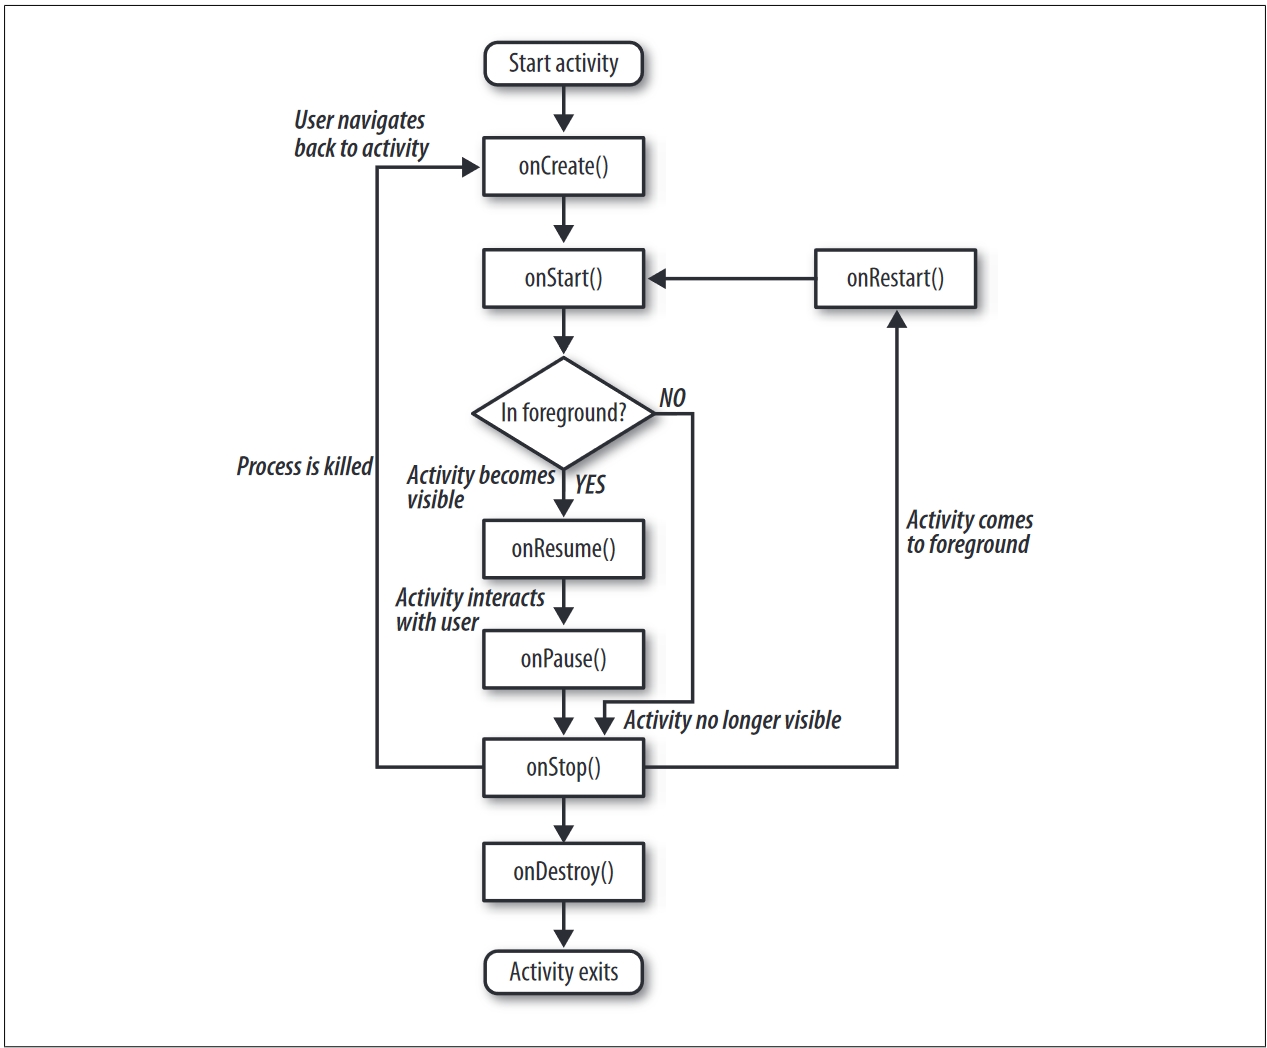 Start activity
User navigates
back to activity
onCreate()
onStart()
onRestart()
In foreground?
NO
Process is killed
Activity becomes
visible
YES
Activity comes
to foreground
onResume()
Activity interacts
with user
onPause()
Activity no longer visible
onStop()
onDestroy()
Activity exits